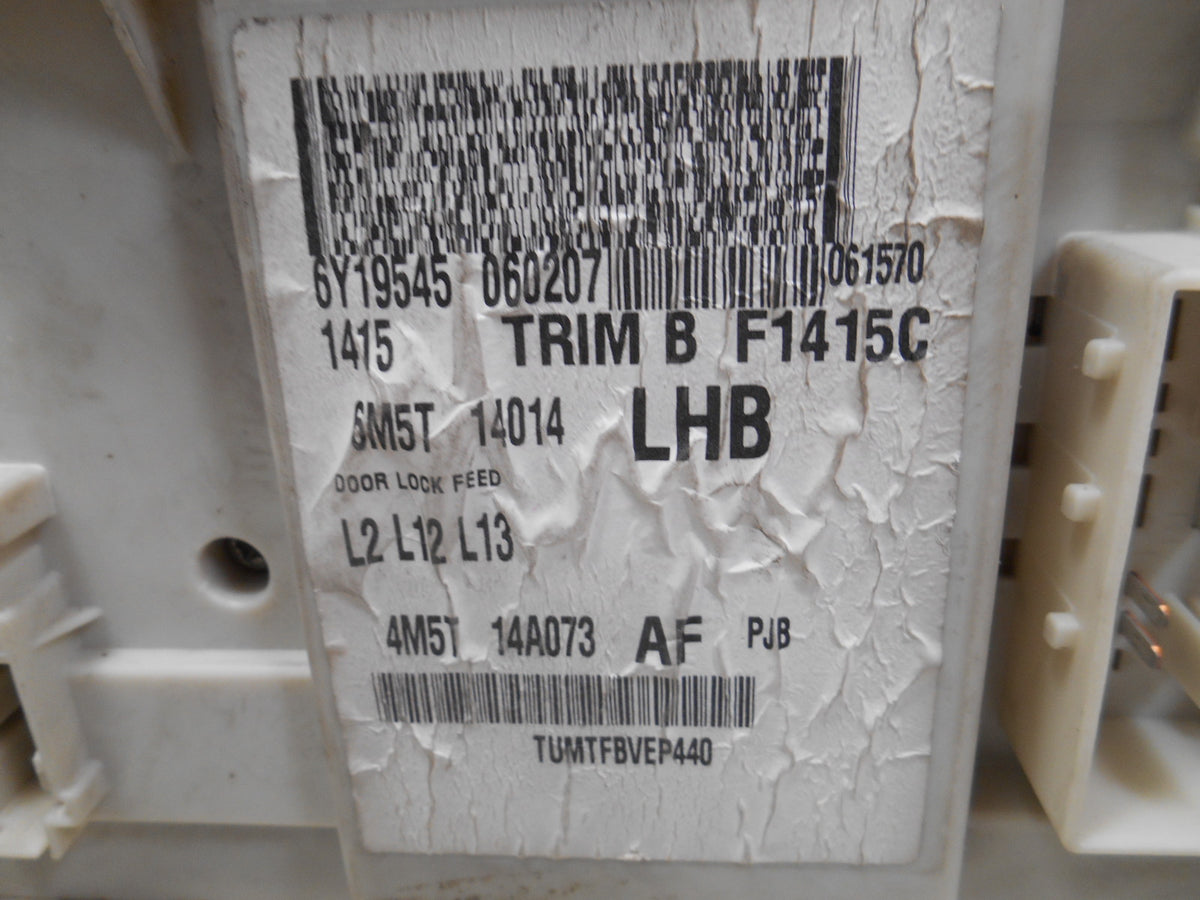 6Y19545 060207 061570
1415 TRIM B F1415C
6M5T 14014 LHB
DOOR LOCK FEED
L2 L12 L13
4M5T 14A073 AF PJB
TUMTFBVEP440